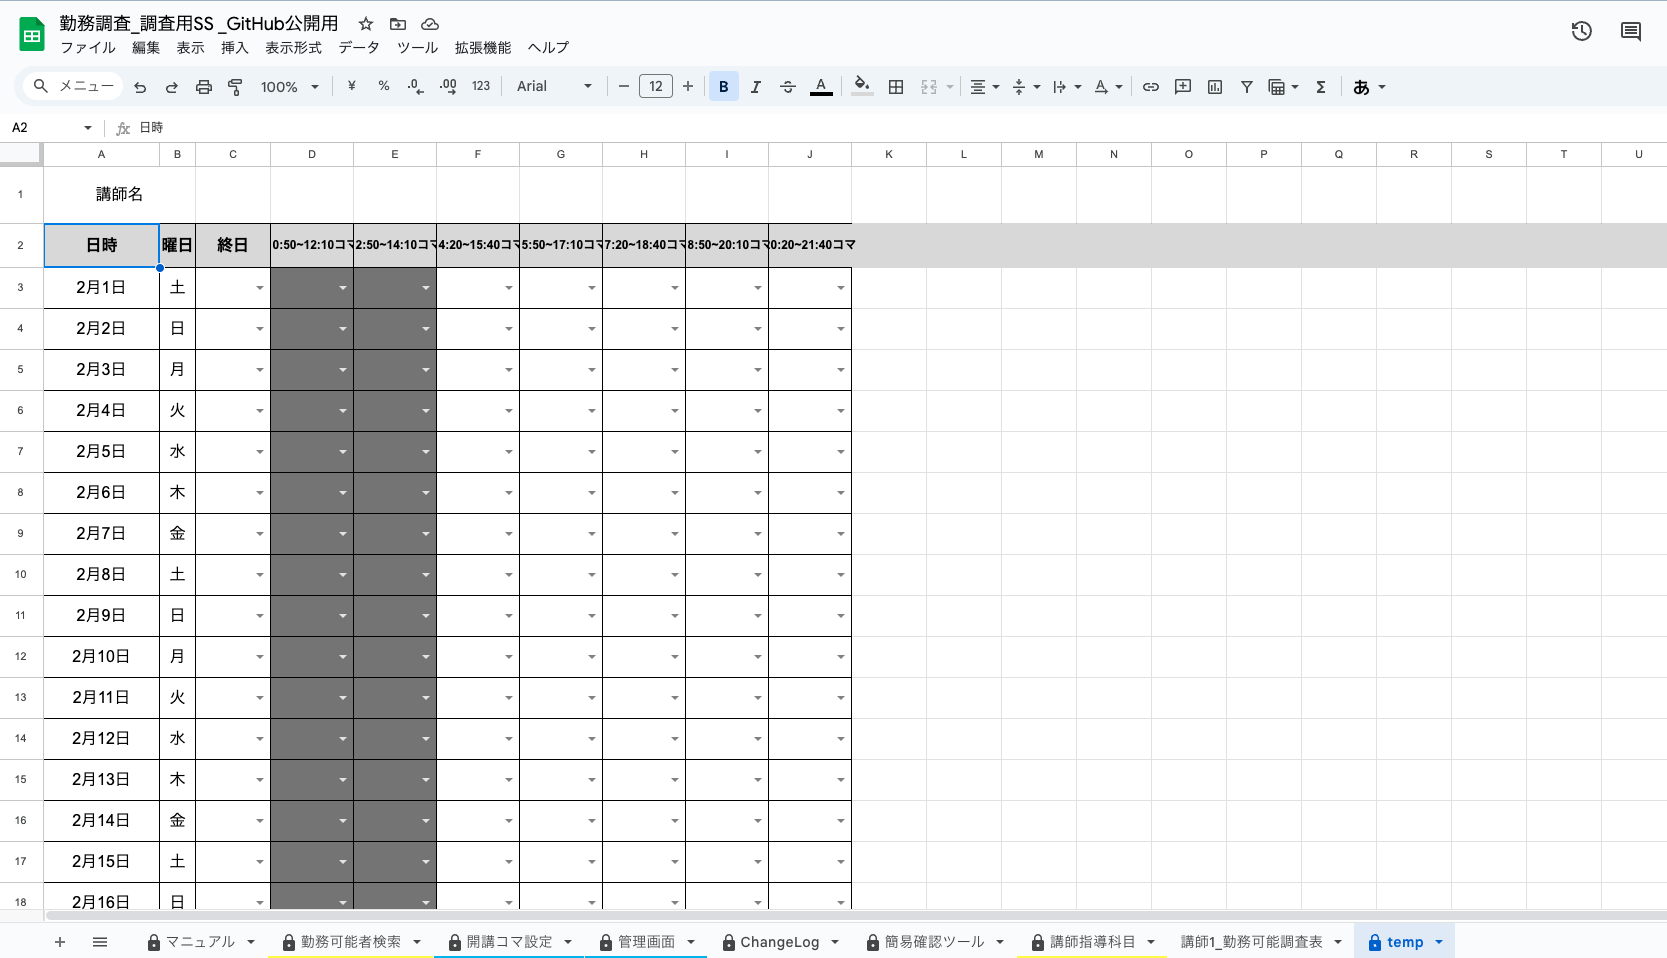 勤務調査_調査用SS _GitHub公開用
ファイル 編集 表示 挿入 表示形式 データ ツール 拡張機能 ヘルプ
メニュー 100% ¥ % .0 .00 123 Arial 12 B I S A A Σ あ
A2 fx 日時
A B C D E F G H I J K L M N O P Q R S T U
1 講師名
2 日時 曜日 終日 0:50~12:10コマ 2:50~14:10コマ 4:20~15:40コマ 5:50~17:10コマ 7:20~18:40コマ 8:50~20:10コマ 0:20~21:40コマ
3 2月1日 土
4 2月2日 日
5 2月3日 月
6 2月4日 火
7 2月5日 水
8 2月6日 木
9 2月7日 金
10 2月8日 土
11 2月9日 日
12 2月10日 月
13 2月11日 火
14 2月12日 水
15 2月13日 木
16 2月14日 金
17 2月15日 土
18 2月16日 日
+ マニュアル 勤務可能者検索 開講コマ設定 管理画面 ChangeLog 簡易確認ツール 講師指導科目 講師1_勤務可能調査表 temp